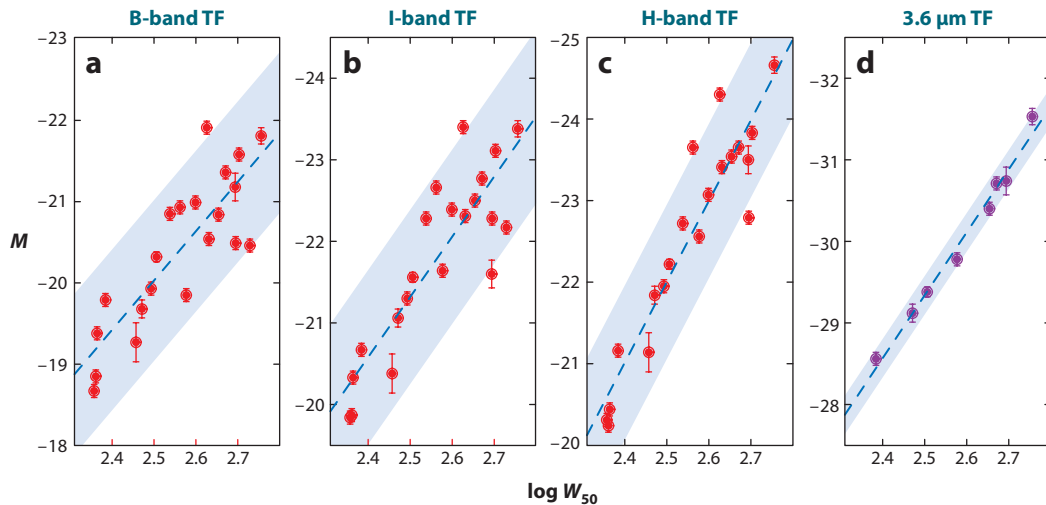 B-band TF
I-band TF
H-band TF
3.6 µm TF
a
b
c
d
M
−23
−22
−21
−20
−19
−18
−24
−23
−22
−21
−20
−25
−24
−23
−22
−21
−20
−32
−31
−30
−29
−28
2.4 2.5 2.6 2.7
2.4 2.5 2.6 2.7
2.4 2.5 2.6 2.7
2.4 2.5 2.6 2.7
log W50